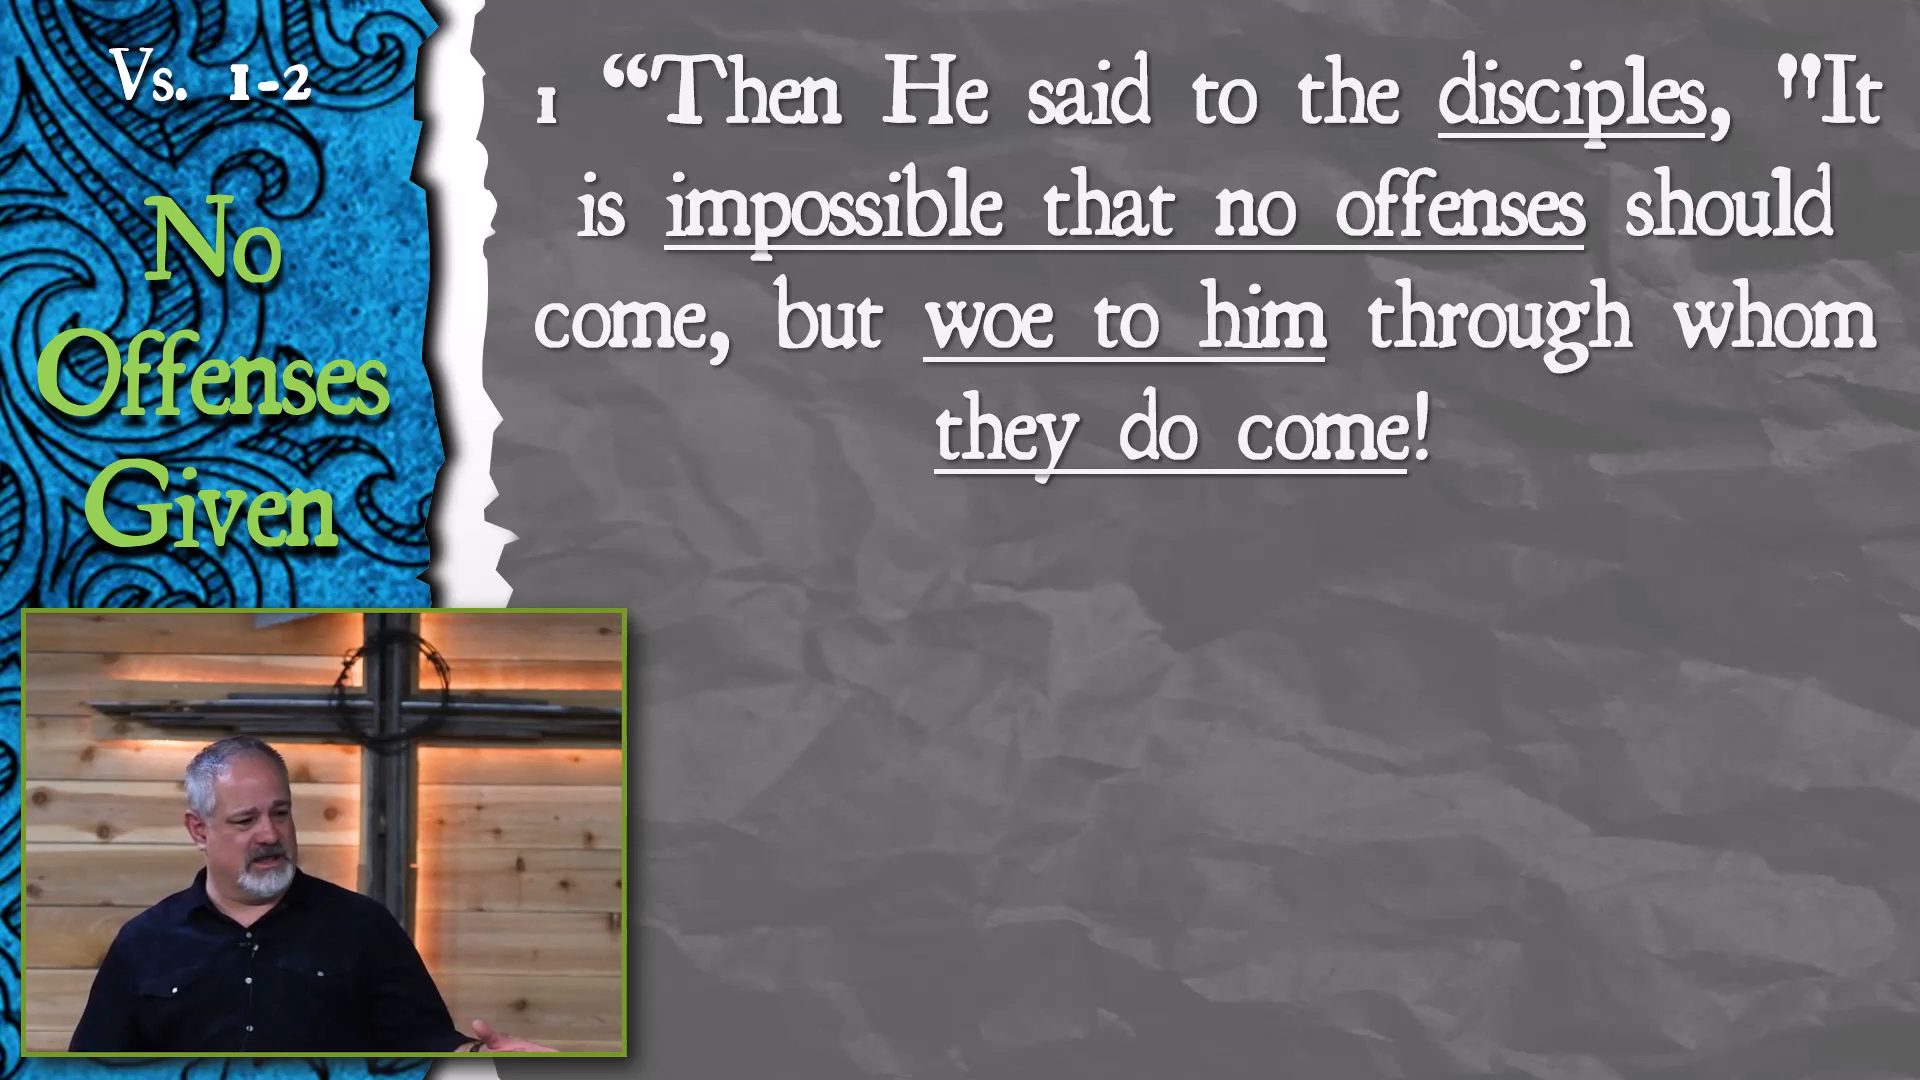 Vs. 1-2
No
Offenses
Given
1 “Then He said to the disciples, "It
is impossible that no offenses should
come, but woe to him through whom
they do come!